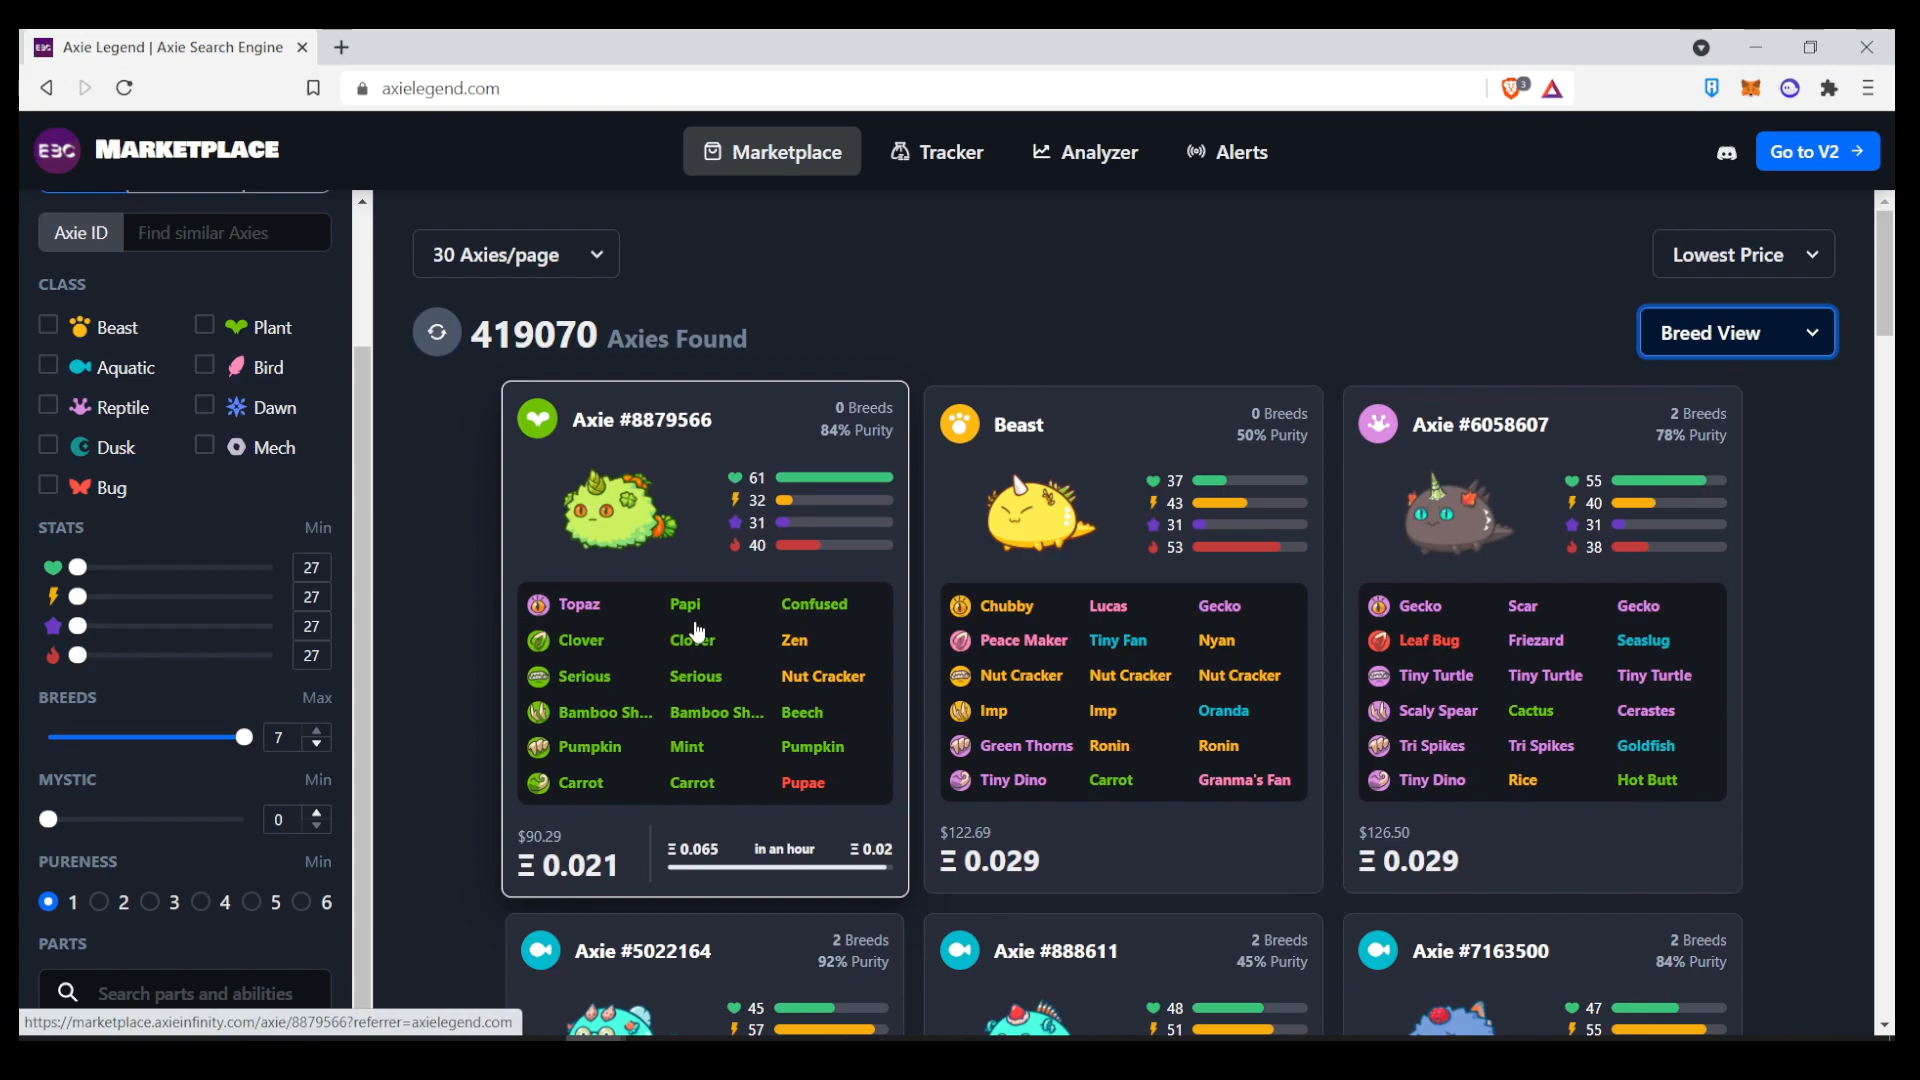 Axie Legend | Axie Search Engine
axielegend.com
3
E3C MARKETPLACE
Marketplace
Tracker
Analyzer
Alerts
Go to V2
Axie ID
Find similar Axies
CLASS
Beast
Plant
Aquatic
Bird
Reptile
Dawn
Dusk
Mech
Bug
STATS
Min
27
27
27
27
BREEDS
Max
7
MYSTIC
Min
0
PURENESS
Min
1 2 3 4 5 6
PARTS
Search parts and abilities
https://marketplace.axieinfinity.com/axie/8879566?referrer=axielegend.com
30 Axies/page
Lowest Price
419070 Axies Found
Breed View
Axie #8879566
0 Breeds
84% Purity
61
32
31
40
Topaz Papi Confused
Clover Clover Zen
Serious Serious Nut Cracker
Bamboo Sh... Bamboo Sh... Beech
Pumpkin Mint Pumpkin
Carrot Carrot Pupae
$90.29
Ξ 0.021
Ξ 0.065 in an hour Ξ 0.02
Beast
0 Breeds
50% Purity
37
43
31
53
Chubby Lucas Gecko
Peace Maker Tiny Fan Nyan
Nut Cracker Nut Cracker Nut Cracker
Imp Imp Oranda
Green Thorns Ronin Ronin
Tiny Dino Carrot Granma's Fan
$122.69
Ξ 0.029
Axie #6058607
2 Breeds
78% Purity
55
40
31
38
Gecko Scar Gecko
Leaf Bug Friezard Seaslug
Tiny Turtle Tiny Turtle Tiny Turtle
Scaly Spear Cactus Cerastes
Tri Spikes Tri Spikes Goldfish
Tiny Dino Rice Hot Butt
$126.50
Ξ 0.029
Axie #5022164
2 Breeds
92% Purity
45
57
Axie #888611
2 Breeds
45% Purity
48
51
Axie #7163500
2 Breeds
84% Purity
47
55